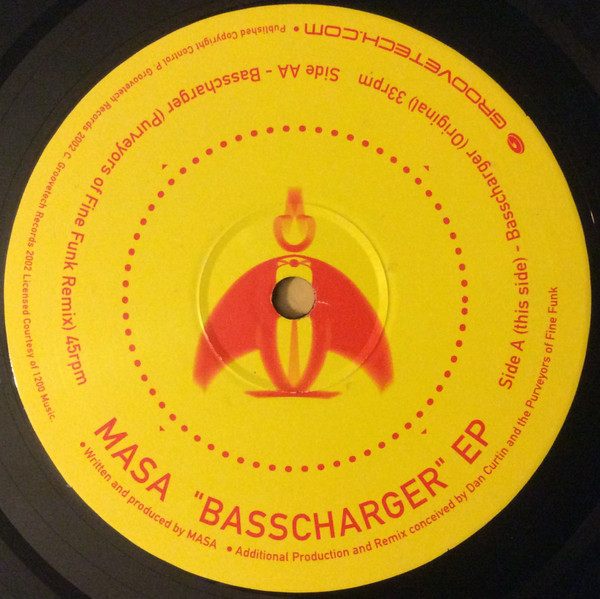 MASA "BASSCHARGER" EP
Side A (this side) - Basscharger (Original) 33rpm
Side AA - Basscharger (Purveyors of Fine Funk Remix) 45rpm
• Written and produced by MASA • Additional Production and Remix conceived by Dan Curtin and the Purveyors of Fine Funk
• Published Copyright Control P Groovetech Records 2002 C Groovetech Records 2002 Licensed Courtesy of 1200 Music.
GROOVETECH.COM